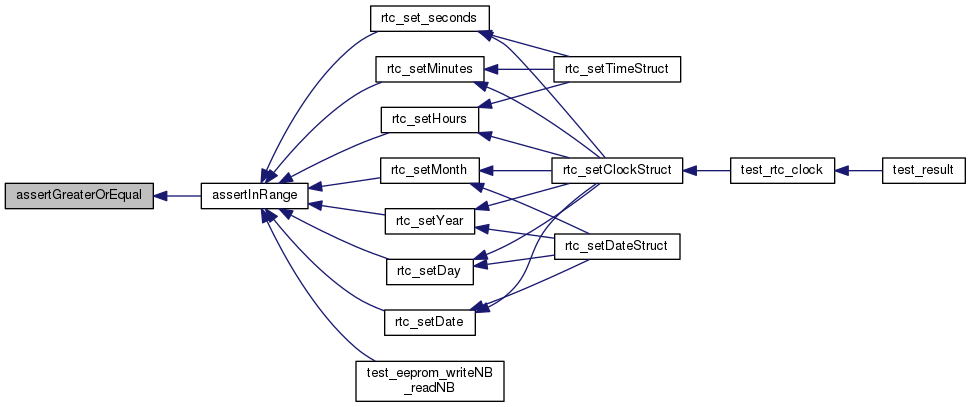 rtc_set_seconds
rtc_setMinutes
rtc_setTimeStruct
rtc_setHours
rtc_setMonth
rtc_setClockStruct
test_rtc_clock
test_result
assertGreaterOrEqual
assertInRange
rtc_setYear
rtc_setDateStruct
rtc_setDay
rtc_setDate
test_eeprom_writeNB
_readNB